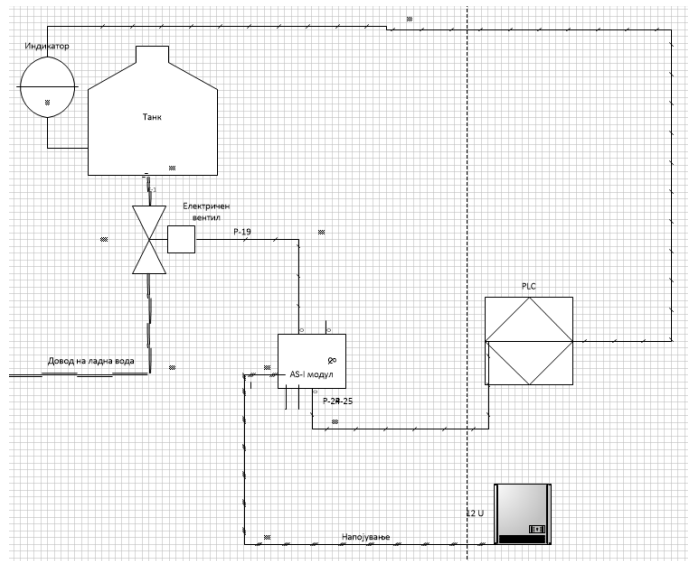 Индикатор
Танк
Електричен
вентил
P-19
PLC
Довод на ладна вода
AS-I модул
12 U
Напојување